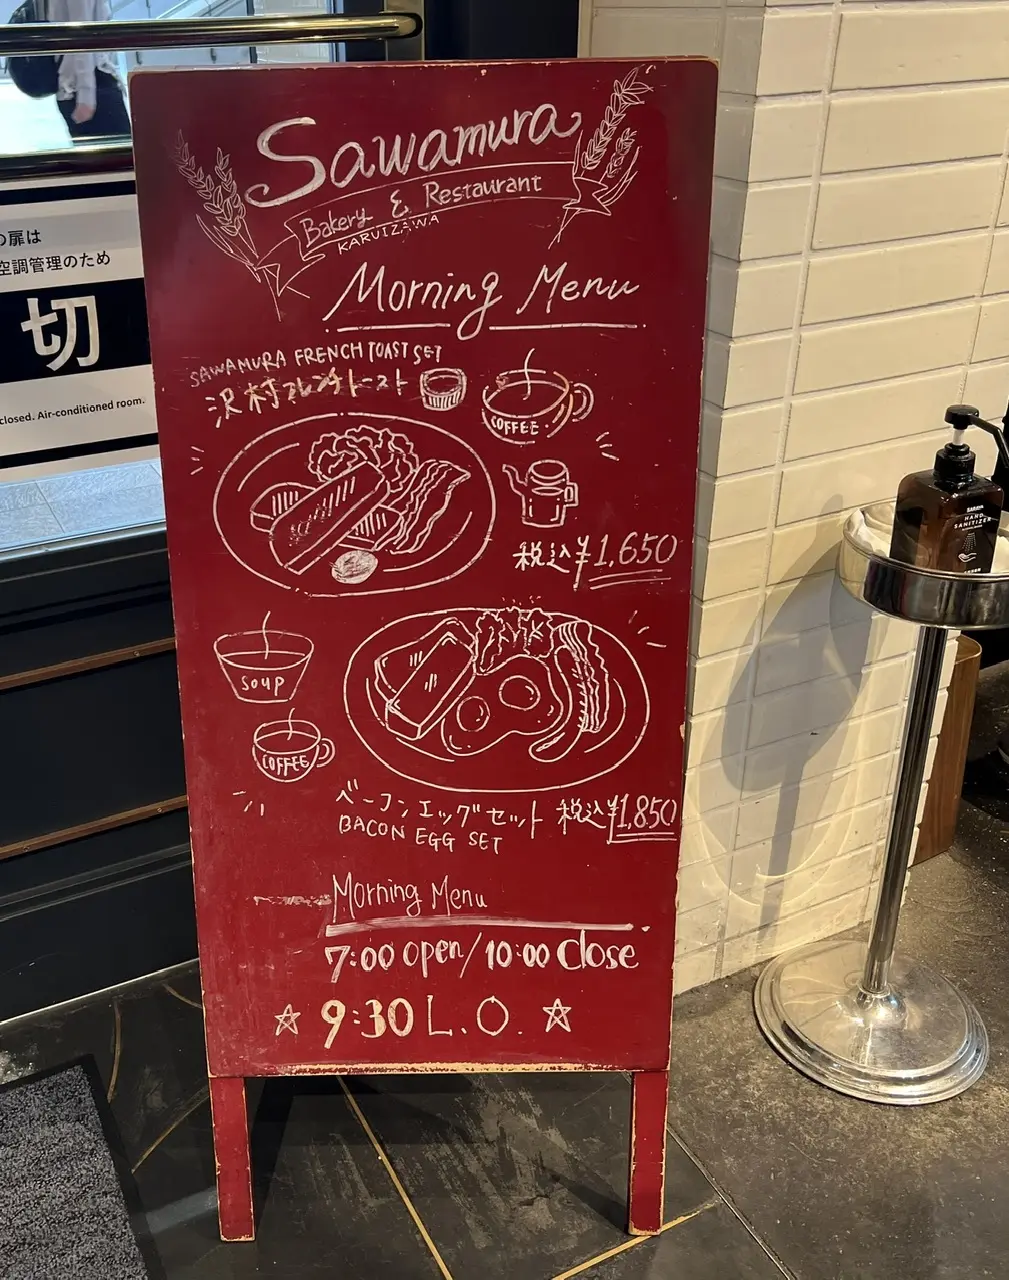 Sawamura
Bakery & Restaurant
KARUIZAWA
Morning Menu
SAWAMURA FRENCH TOAST SET
沢村フレンチトースト
COFFEE
税込¥1,650
SOUP
COFFEE
ベーコンエッグセット 税込¥1,850
BACON EGG SET
Morning Menu
7:00 open/10:00 close
☆ 9:30 L.O. ☆
の扉は
空調管理のため
切
closed. Air-conditioned room.
SARAYA
HAND
SANITIZER